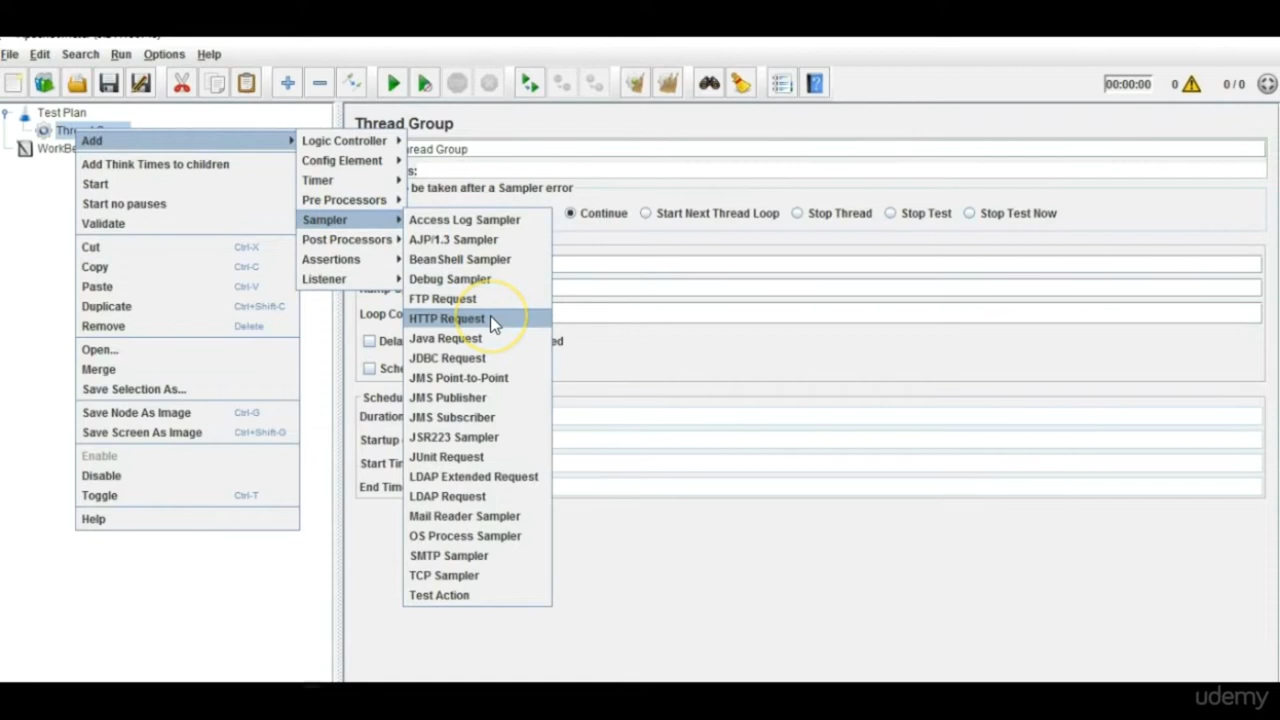 File Edit Search Run Options Help
00:00:00 0 0 / 0
Test Plan
Add
Add Think Times to children
Start
Start no pauses
Validate
Cut Ctrl-X
Copy Ctrl-C
Paste Ctrl-V
Duplicate Ctrl+Shift-C
Remove Delete
Open...
Merge
Save Selection As...
Save Node As Image Ctrl-G
Save Screen As Image Ctrl+Shift-G
Enable
Disable
Toggle Ctrl-T
Help
Logic Controller
Config Element
Timer
Pre Processors
Sampler
Post Processors
Assertions
Listener
Access Log Sampler
AJP/1.3 Sampler
BeanShell Sampler
Debug Sampler
FTP Request
HTTP Request
Java Request
JDBC Request
JMS Point-to-Point
JMS Publisher
JMS Subscriber
JSR223 Sampler
JUnit Request
LDAP Extended Request
LDAP Request
Mail Reader Sampler
OS Process Sampler
SMTP Sampler
TCP Sampler
Test Action
Thread Group
Group
be taken after a Sampler error
Continue Start Next Thread Loop Stop Thread Stop Test Stop Test Now
Loop
Duration
Startup
Start
End
udemy